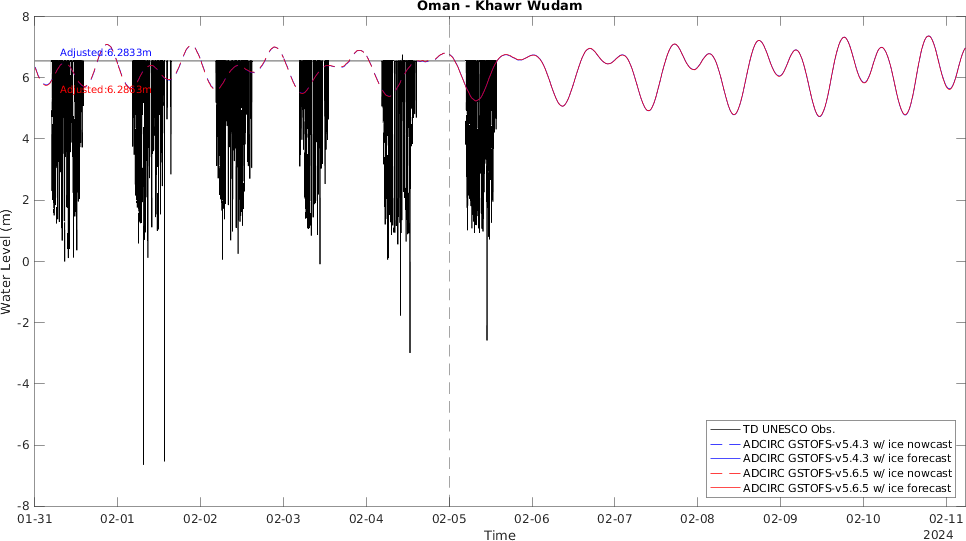 Oman - Khawr Wudam
8
6
4
2
0
-2
-4
-6
-8
Water Level (m)
Adjusted:6.2833m
Adjusted:6.2863m
TD UNESCO Obs.
ADCIRC GSTOFS-v5.4.3 w/ ice nowcast
ADCIRC GSTOFS-v5.4.3 w/ ice forecast
ADCIRC GSTOFS-v5.6.5 w/ ice nowcast
ADCIRC GSTOFS-v5.6.5 w/ ice forecast
01-31 02-01 02-02 02-03 02-04 02-05 02-06 02-07 02-08 02-09 02-10 02-11
Time
2024